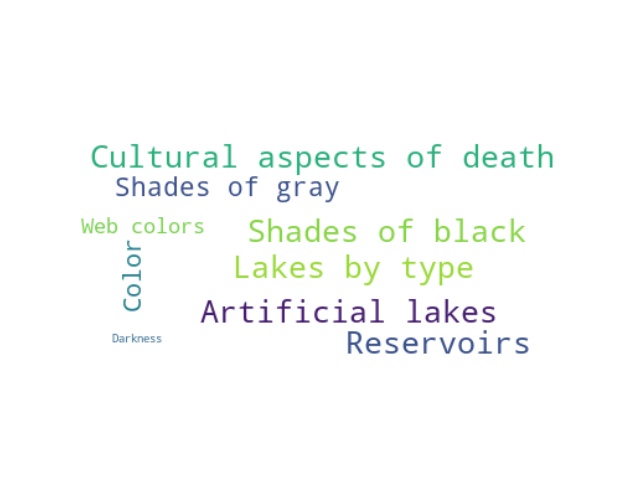 Cultural aspects of death
Shades of gray
Web colors
Shades of black
Color
Lakes by type
Artificial lakes
Darkness
Reservoirs